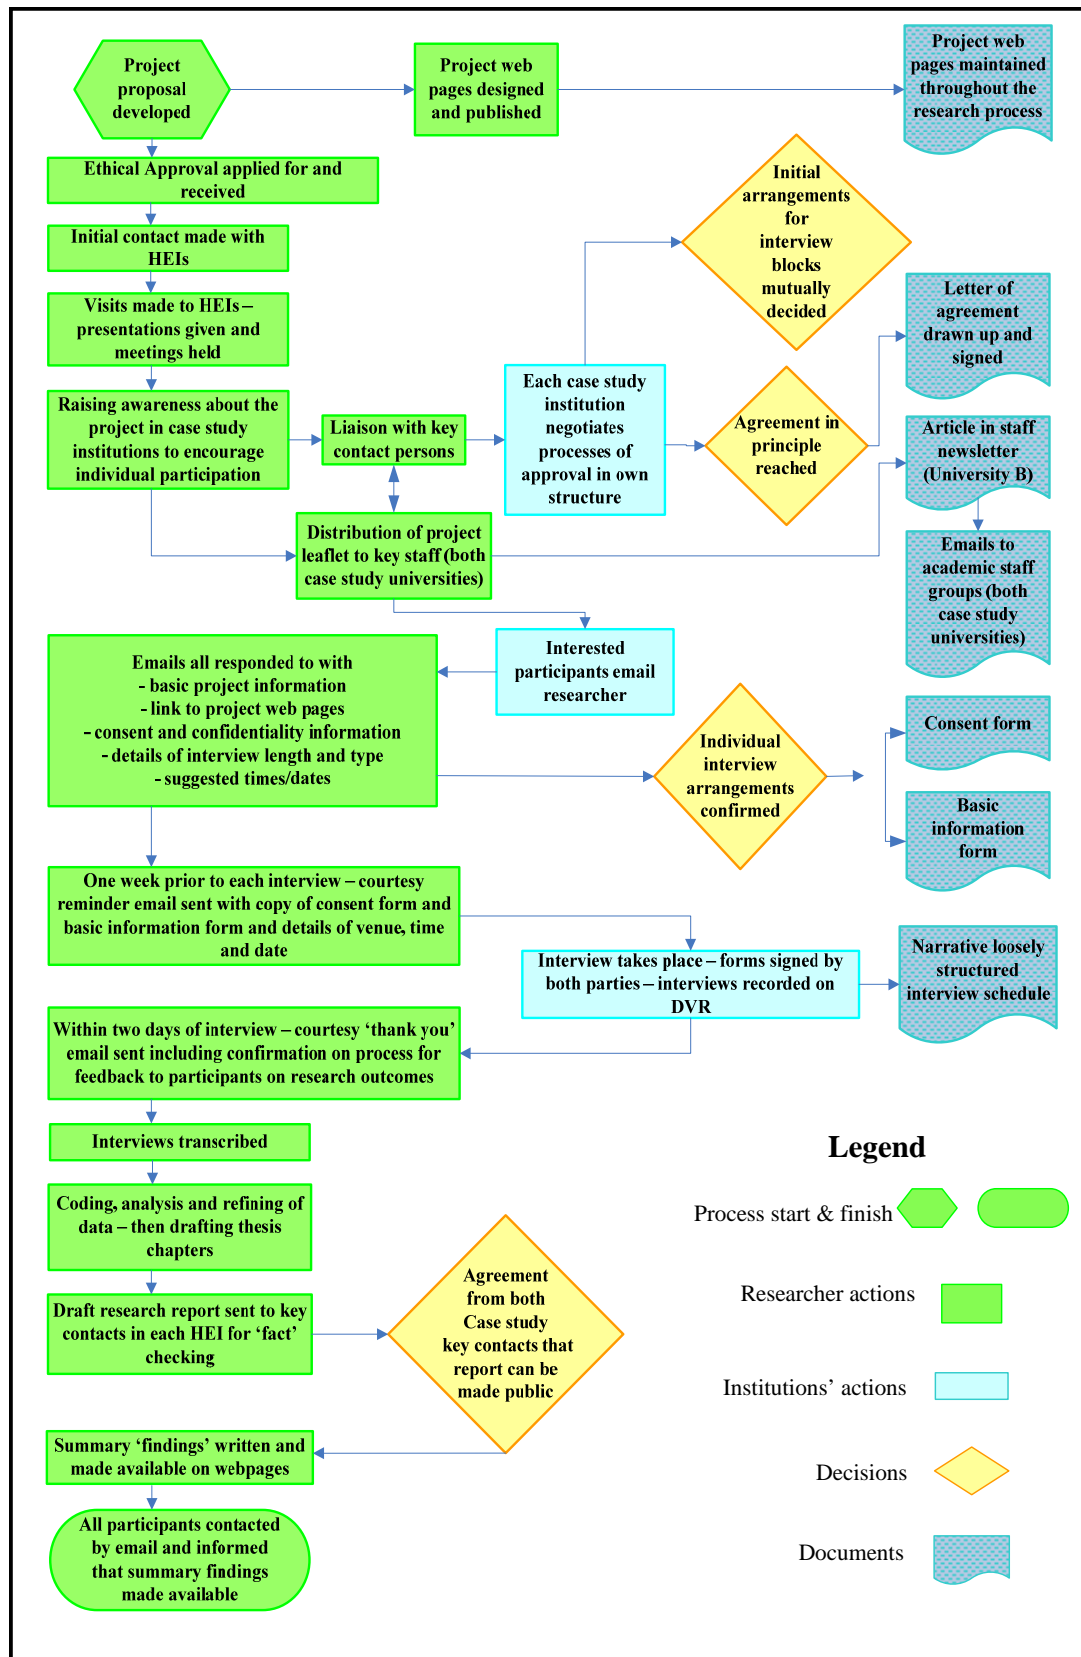 Project
proposal
developed
Project web
pages designed
and published
Project web
pages maintained
throughout the
research process
Ethical Approval applied for and
received
Initial contact made with
HEIs
Visits made to HEIs –
presentations given and
meetings held
Initial
arrangements
for
interview
blocks
mutually
decided
Letter of
agreement
drawn up and
signed
Raising awareness about the
project in case study
institutions to encourage
individual participation
Liaison with key
contact persons
Each case study
institution
negotiates
processes of
approval in own
structure
Agreement in
principle
reached
Article in staff
newsletter
(University B)
Distribution of project
leaflet to key staff (both
case study universities)
Emails to
academic staff
groups (both
case study
universities)
Interested
participants email
researcher
Emails all responded to with
- basic project information
- link to project web pages
- consent and confidentiality information
- details of interview length and type
- suggested times/dates
Individual
interview
arrangements
confirmed
Consent form
Basic
information
form
One week prior to each interview – courtesy
reminder email sent with copy of consent form and
basic information form and details of venue, time
and date
Interview takes place – forms signed by
both parties – interviews recorded on
DVR
Narrative loosely
structured
interview schedule
Within two days of interview – courtesy ‘thank you’
email sent including confirmation on process for
feedback to participants on research outcomes
Interviews transcribed
Coding, analysis and refining of
data – then drafting thesis
chapters
Draft research report sent to key
contacts in each HEI for ‘fact’
checking
Agreement
from both
Case study
key contacts that
report can be
made public
Summary ‘findings’ written and
made available on webpages
All participants contacted
by email and informed
that summary findings
made available
Legend
Process start & finish
Researcher actions
Institutions’ actions
Decisions
Documents